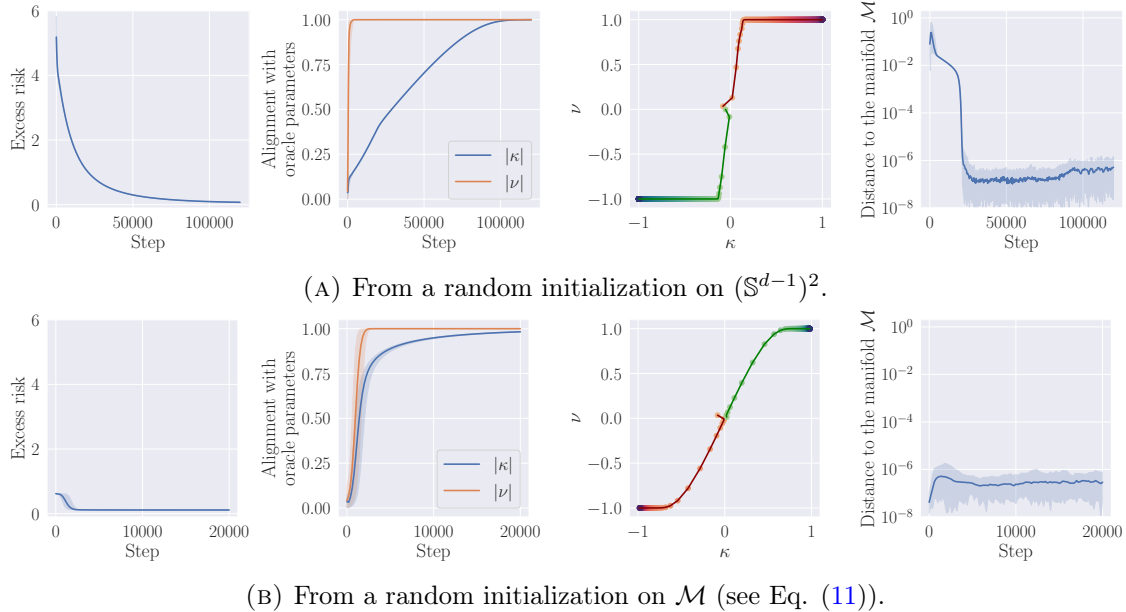 6
4
2
0
Excess risk
0
50000
100000
Step
1.00
0.75
0.50
0.25
0.00
Alignment with
oracle parameters
|κ|
|ν|
0
50000
100000
Step
1.0
0.5
0.0
−0.5
−1.0
ν
−1
0
1
κ
10⁰
10⁻²
10⁻⁴
10⁻⁶
10⁻⁸
Distance to the manifold ℳ
0
50000
100000
Step
(A) From a random initialization on (𝕊ᵈ⁻¹)².
6
4
2
0
Excess risk
0
10000
20000
Step
1.00
0.75
0.50
0.25
0.00
Alignment with
oracle parameters
|κ|
|ν|
0
10000
20000
Step
1.0
0.5
0.0
−0.5
−1.0
ν
−1
0
1
κ
10⁰
10⁻²
10⁻⁴
10⁻⁶
10⁻⁸
Distance to the manifold ℳ
0
10000
20000
Step
(B) From a random initialization on ℳ (see Eq. (11)).